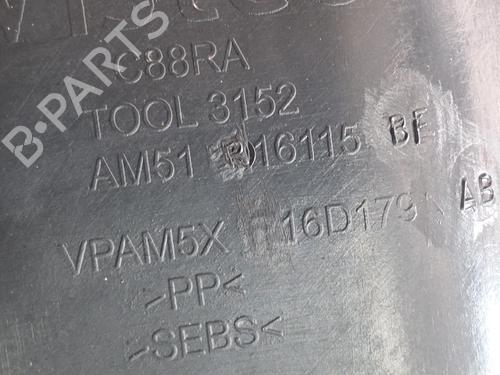 C88RA
TOOL 3152
AM51 R16115 BF
VPAM5X 16D179 AB
>PP<
>SEBS<
B-PARTS